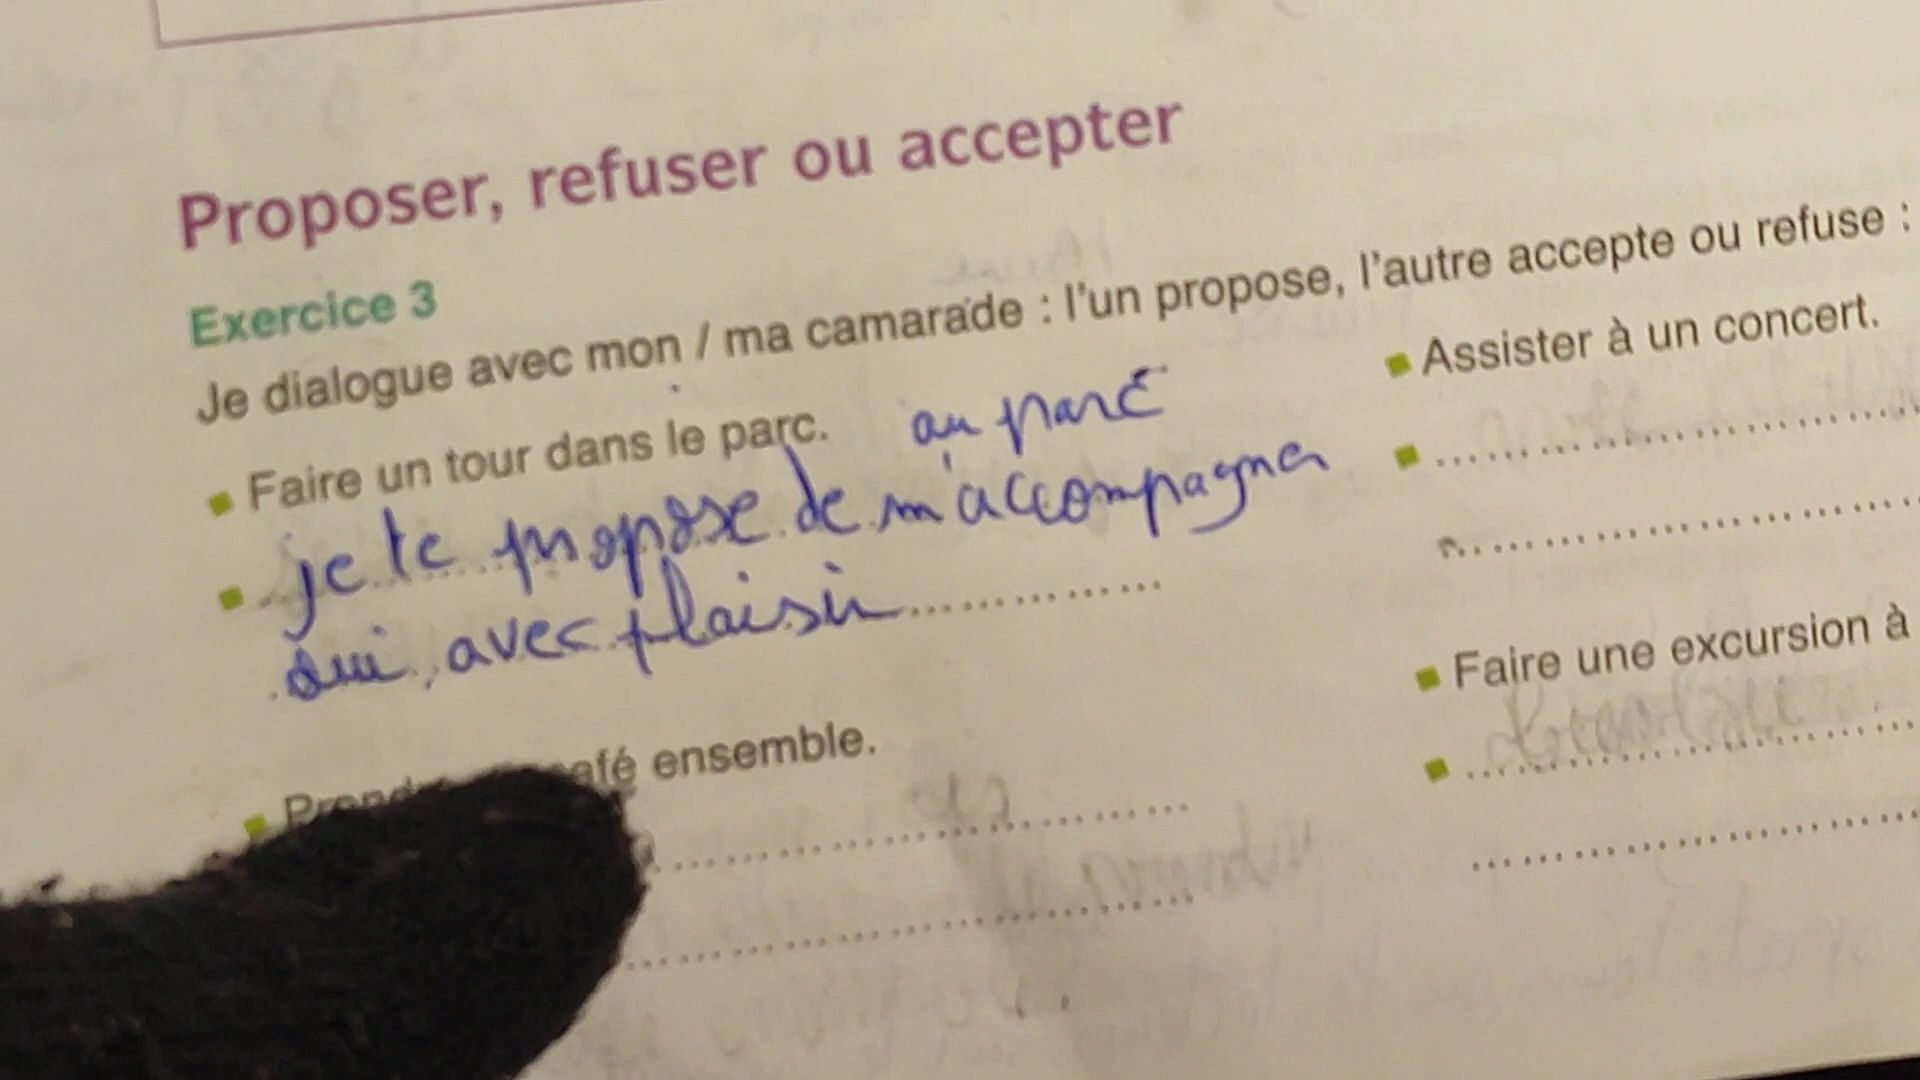 Proposer, refuser ou accepter
Exercice 3
Je dialogue avec mon / ma camarade : l'un propose, l'autre accepte ou refuse :
Faire un tour dans le parc.
au parc
je te propose de m'accompagner
oui, avec plaisir
ensemble.
Assister à un concert.
Faire une excursion à